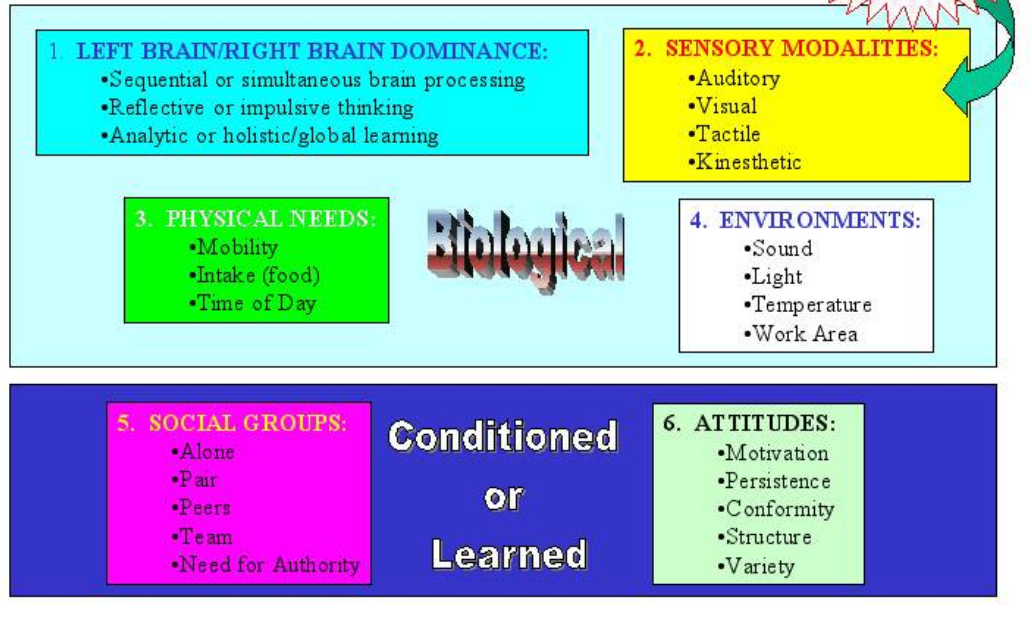 1. LEFT BRAIN/RIGHT BRAIN DOMINANCE:
•Sequential or simultaneous brain processing
•Reflective or impulsive thinking
•Analytic or holistic/global learning
2. SENSORY MODALITIES:
•Auditory
•Visual
•Tactile
•Kinesthetic
3. PHYSICAL NEEDS:
•Mobility
•Intake (food)
•Time of Day
Biological
4. ENVIRONMENTS:
•Sound
•Light
•Temperature
•Work Area
5. SOCIAL GROUPS:
•Alone
•Pair
•Peers
•Team
•Need for Authority
Conditioned
or
Learned
6. ATTITUDES:
•Motivation
•Persistence
•Conformity
•Structure
•Variety